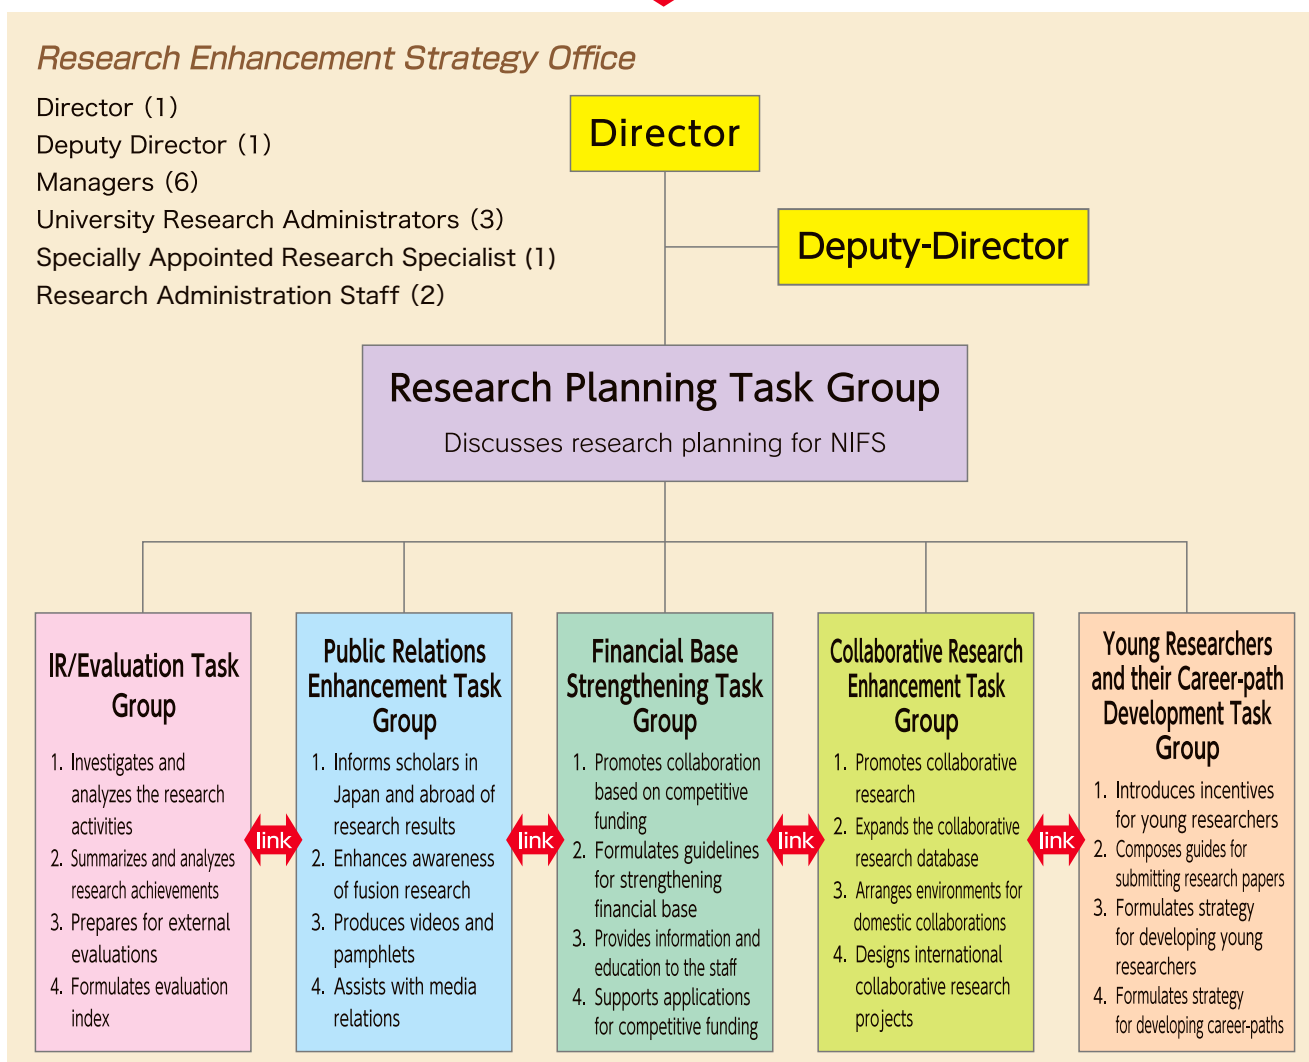 Research Enhancement Strategy Office
Director (1)
Deputy Director (1)
Managers (6)
University Research Administrators (3)
Specially Appointed Research Specialist (1)
Research Administration Staff (2)
Director
Deputy-Director
Research Planning Task Group
Discusses research planning for NIFS
IR/Evaluation Task
Group
1. Investigates and
analyzes the research
activities
2. Summarizes and analyzes
research achievements
3. Prepares for external
evaluations
4. Formulates evaluation
index
link
Public Relations
Enhancement Task
Group
1. Informs scholars in
Japan and abroad of
research results
2. Enhances awareness
of fusion research
3. Produces videos and
pamphlets
4. Assists with media
relations
link
Financial Base
Strengthening Task
Group
1. Promotes collaboration
based on competitive
funding
2. Formulates guidelines
for strengthening
financial base
3. Provides information and
education to the staff
4. Supports applications
for competitive funding
link
Collaborative Research
Enhancement Task
Group
1. Promotes collaborative
research
2. Expands the collaborative
research database
3. Arranges environments for
domestic collaborations
4. Designs international
collaborative research
projects
link
Young Researchers
and their Career-path
Development Task
Group
1. Introduces incentives
for young researchers
2. Composes guides for
submitting research papers
3. Formulates strategy
for developing young
researchers
4. Formulates strategy
for developing career-paths